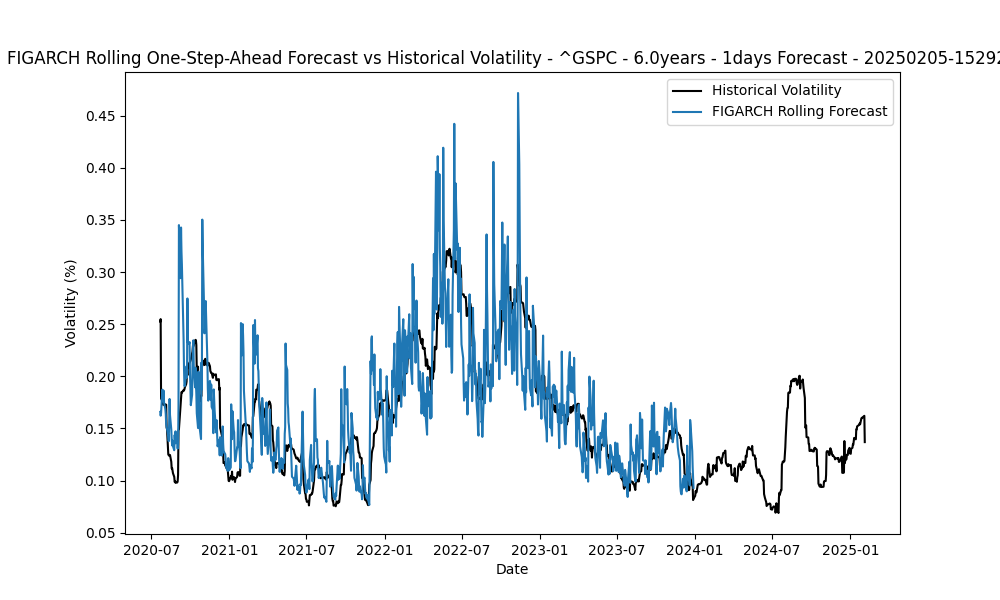 FIGARCH Rolling One-Step-Ahead Forecast vs Historical Volatility - ^GSPC - 6.0years - 1days Forecast - 20250205-15292
Historical Volatility
FIGARCH Rolling Forecast
Volatility (%)
0.45
0.40
0.35
0.30
0.25
0.20
0.15
0.10
0.05
2020-07 2021-01 2021-07 2022-01 2022-07 2023-01 2023-07 2024-01 2024-07 2025-01
Date